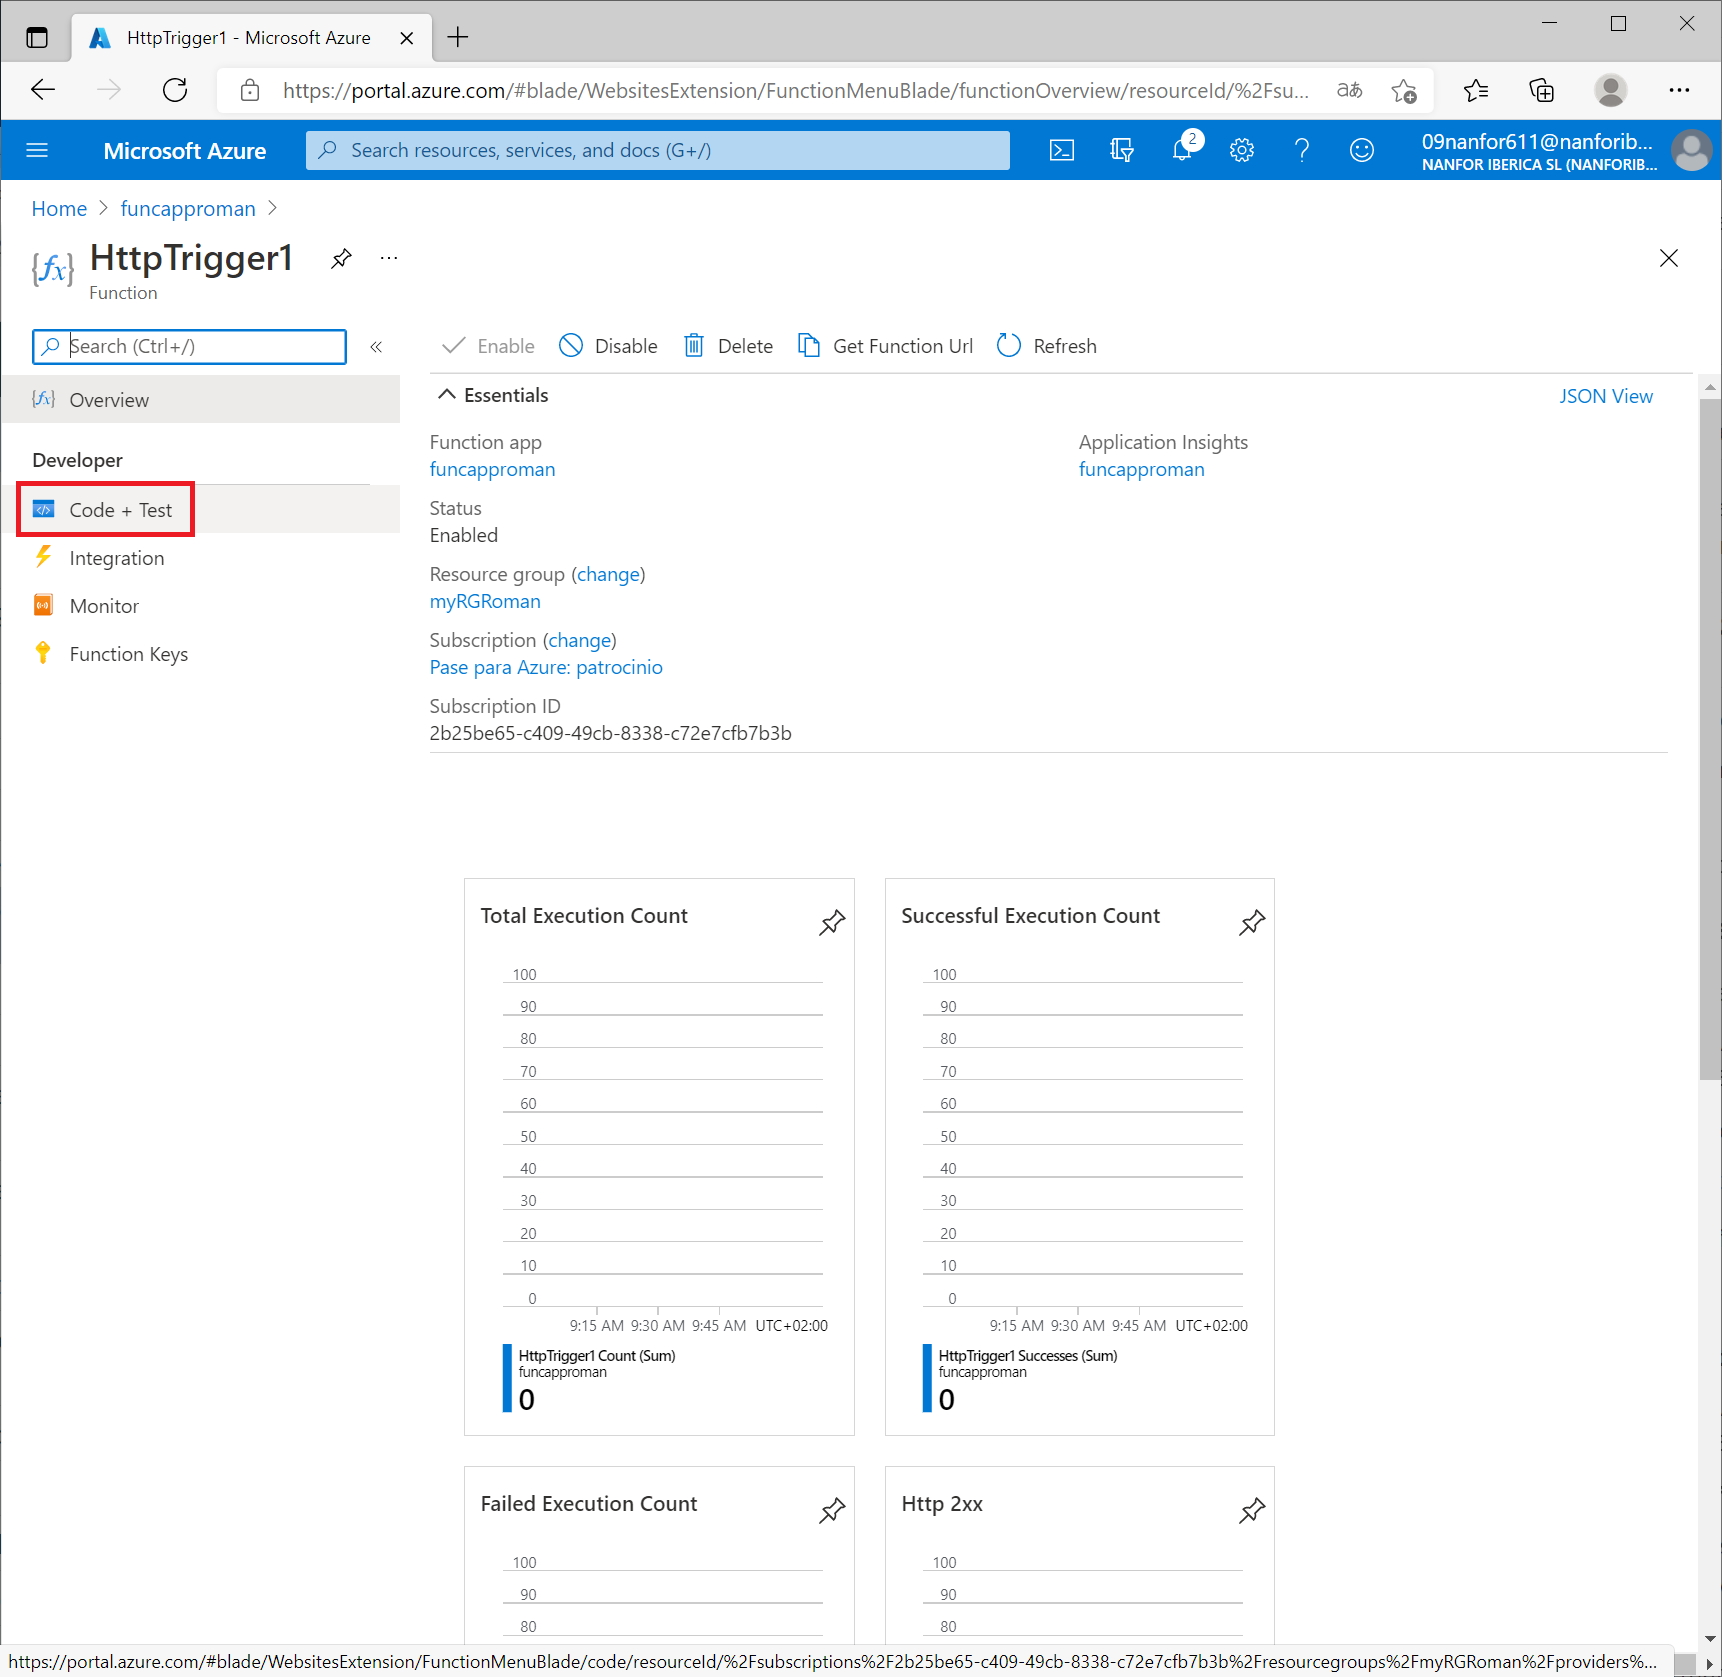 HttpTrigger1 - Microsoft Azure
https://portal.azure.com/#blade/WebsitesExtension/FunctionMenuBlade/functionOverview/resourceId/%2Fsu...
Microsoft Azure
Search resources, services, and docs (G+/)
2
09nanfor611@nanforib...
NANFOR IBERICA SL (NANFORIB...
Home > funcapproman >
HttpTrigger1
Function
Search (Ctrl+/)
Enable
Disable
Delete
Get Function Url
Refresh
Overview
Developer
Code + Test
Integration
Monitor
Function Keys
Essentials
JSON View
Function app
funcapproman
Application Insights
funcapproman
Status
Enabled
Resource group (change)
myRGRoman
Subscription (change)
Pase para Azure: patrocinio
Subscription ID
2b25be65-c409-49cb-8338-c72e7cfb7b3b
Total Execution Count
100
90
80
70
60
50
40
30
20
10
0
9:15 AM 9:30 AM 9:45 AM UTC+02:00
HttpTrigger1 Count (Sum)
funcapproman
0
Successful Execution Count
100
90
80
70
60
50
40
30
20
10
0
9:15 AM 9:30 AM 9:45 AM UTC+02:00
HttpTrigger1 Successes (Sum)
funcapproman
0
Failed Execution Count
100
90
80
Http 2xx
100
90
80
https://portal.azure.com/#blade/WebsitesExtension/FunctionMenuBlade/code/resourceId/%2Fsubscriptions%2F2b25be65-c409-49cb-8338-c72e7cfb7b3b%2Fresourcegroups%2FmyRGRoman%2Fproviders%...